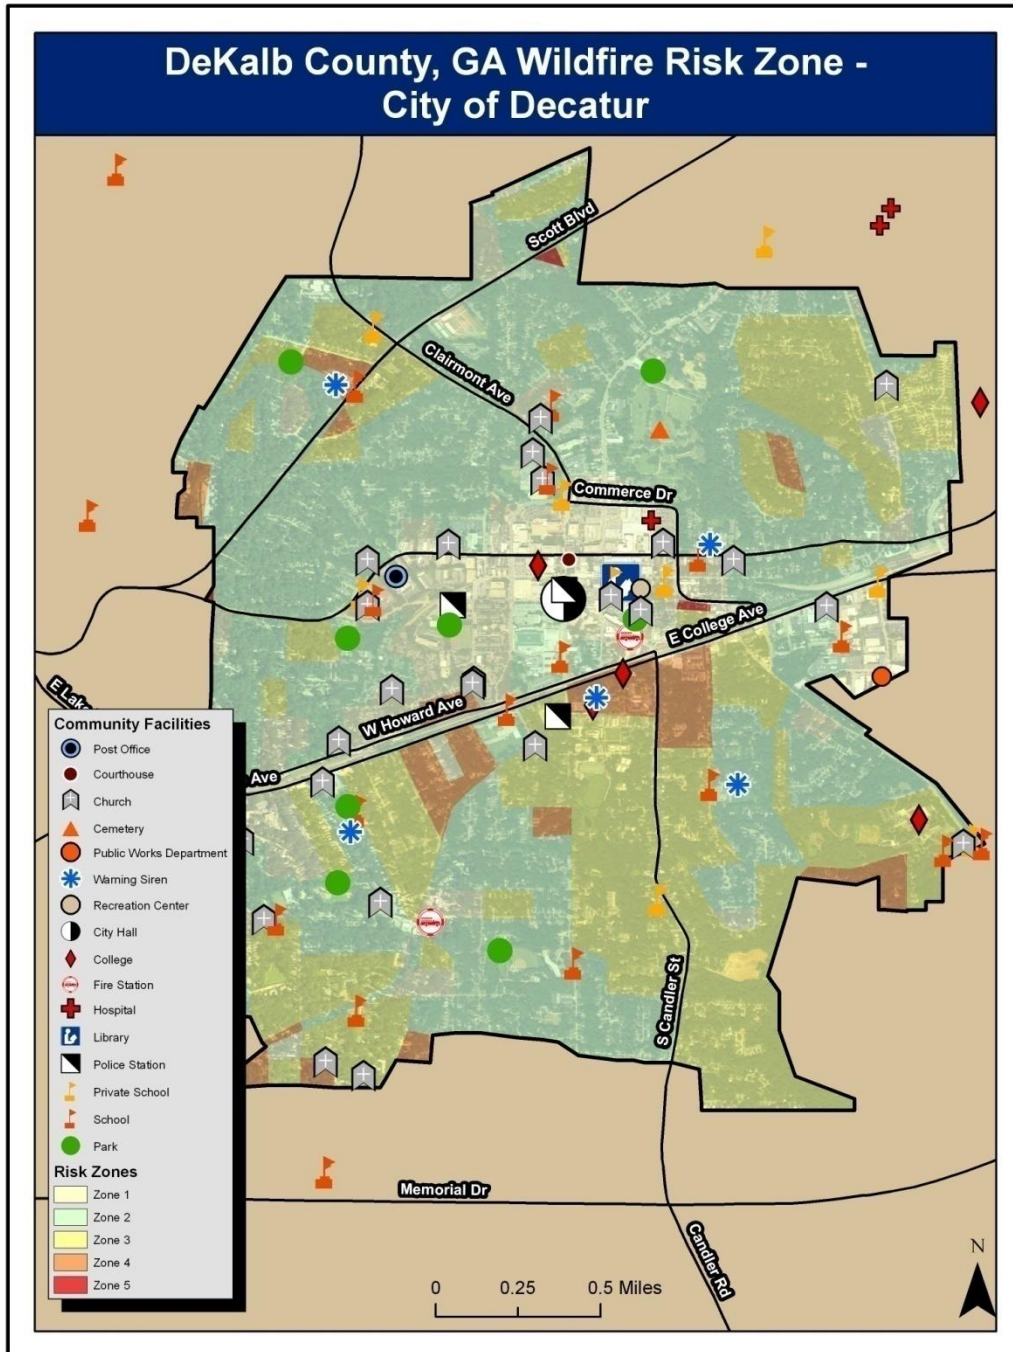 DeKalb County, GA Wildfire Risk Zone -
City of Decatur
Scott Blvd
Clairmont Ave
Commerce Dr
E College Ave
E Lake
W Howard Ave
Ave
S Candler St
Memorial Dr
Candler Rd
Community Facilities
Post Office
Courthouse
Church
Cemetery
Public Works Department
Warning Siren
Recreation Center
City Hall
College
Fire Station
Hospital
Library
Police Station
Private School
School
Park
Risk Zones
Zone 1
Zone 2
Zone 3
Zone 4
Zone 5
0 0.25 0.5 Miles
N